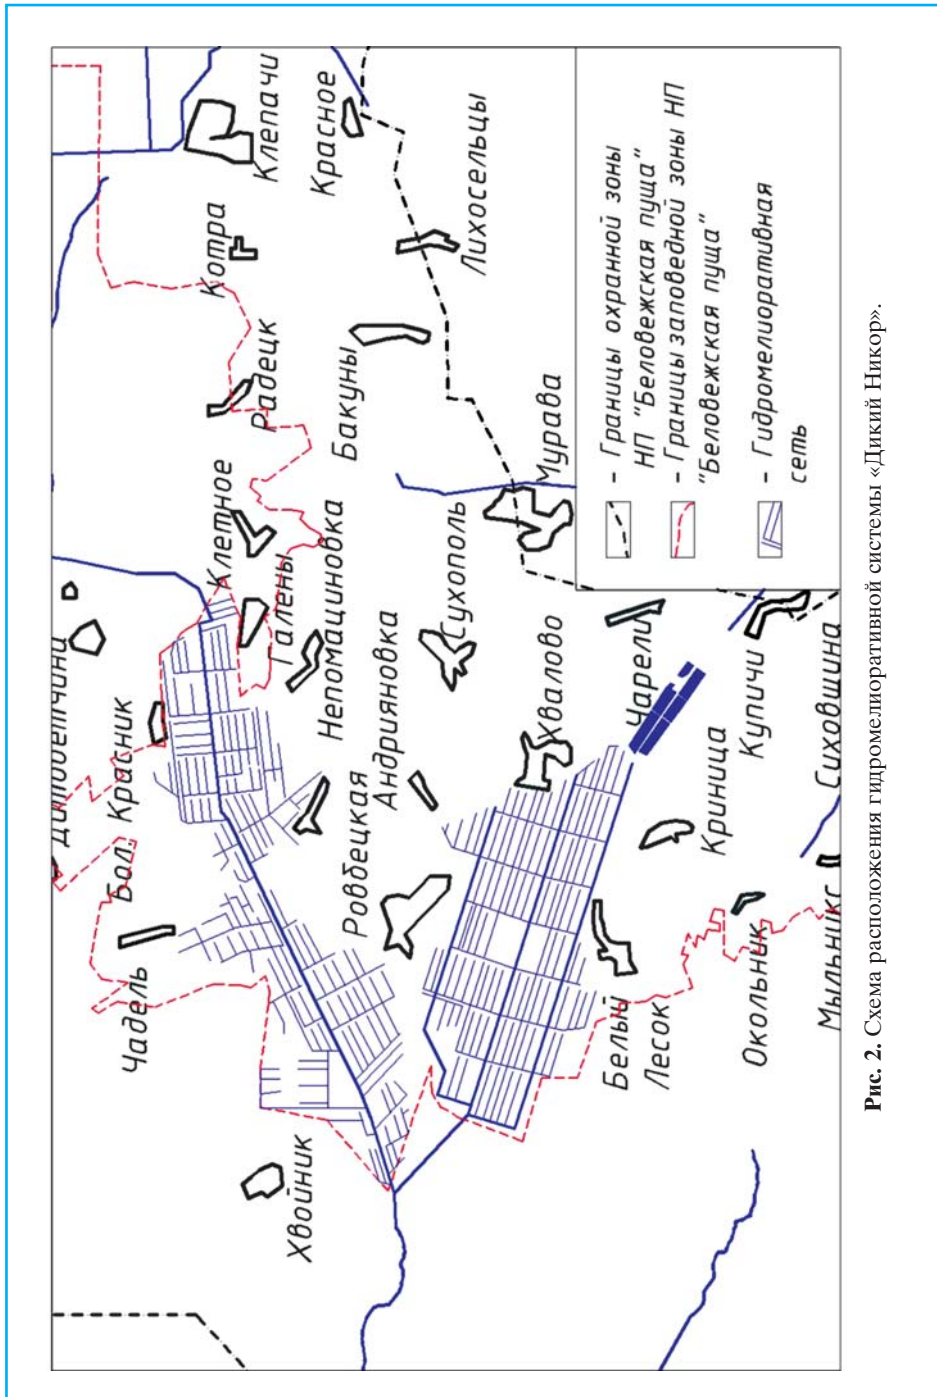 Чадель
Бол. Красник
Клетное
Котра
Галены
Радецк
Клепачи
Хвойник
Непомациновка
Красное
Ровбецкая
Бакуны
Андрияновка
Сухополь
Лихосельцы
Хвалово
Мурава
Белый
Лесок
Чарели
Криница
Окольник
Купичи
Сиховщина
- Границы охранной зоны
НП "Беловежская пуща"
- Границы заповедной зоны НП
"Беловежская пуща"
- Гидромелиоративная
сеть
Рис. 2. Схема расположения гидромелиоративной системы «Дикий Никор».